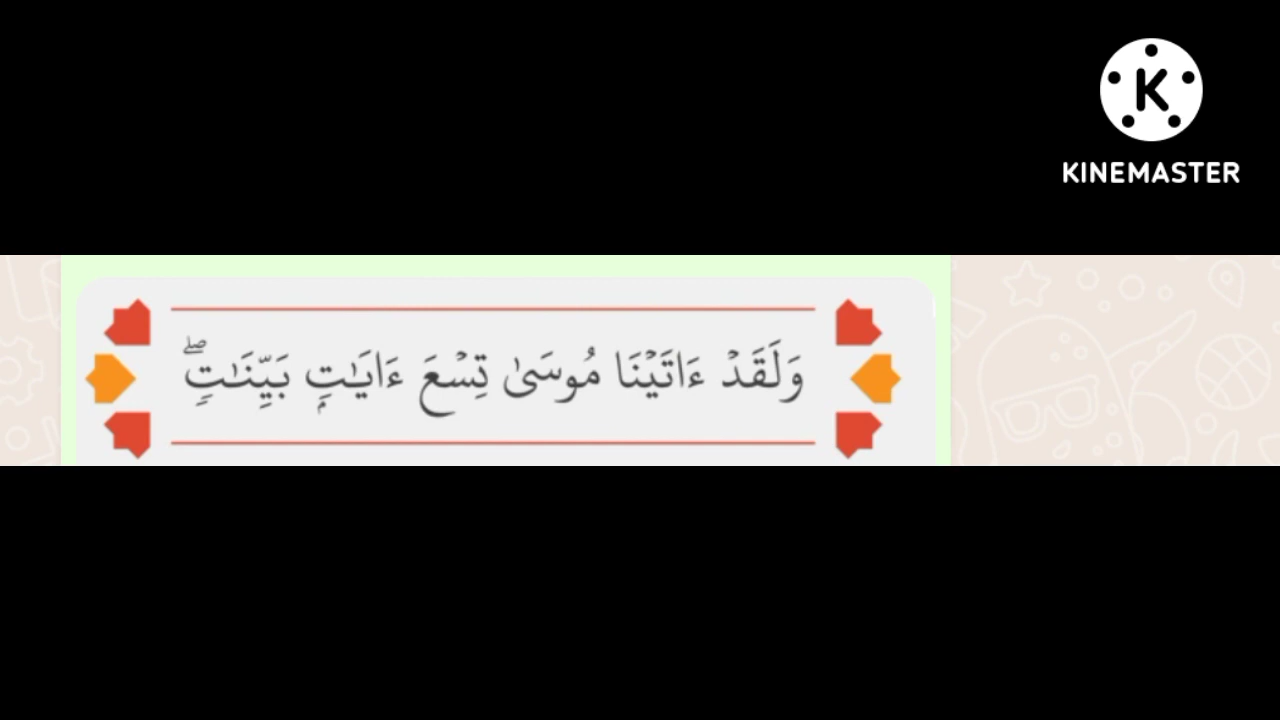 KINEMASTER
وَلَقَدۡ ءَاتَيۡنَا مُوسَىٰ تِسۡعَ ءَايَٰتِۭ بَيِّنَٰتٖۖ